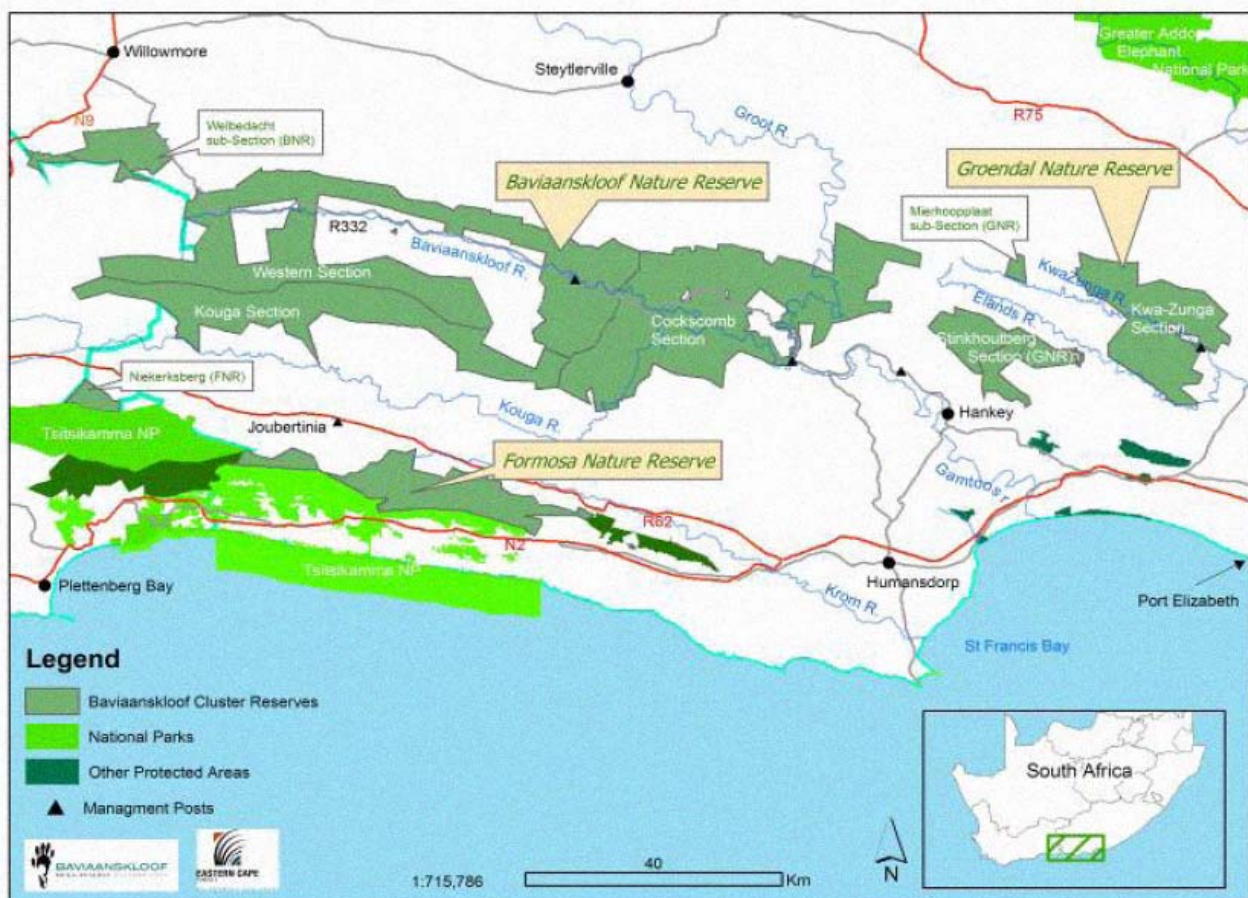 Greater Addo
Elephant
National Park
Willowmore
Steytlerville
Groot R.
R75
N9
Welbedacht
sub-Section (BNR)
Baviaanskloof Nature Reserve
Groendal Nature Reserve
Mierhoopplaat
sub-Section (GNR)
R332
Baviaanskloof R.
Western Section
Kouga Section
Cockscomb
Section
KwaZunga R.
Elands R.
Kwa-Zunga
Section
Stinkhoutberg
Section (GNR)
Niekerksberg (FNR)
Kouga R.
Joubertinia
Hankey
Tsitsikamma NP
Formosa Nature Reserve
Gamtoos r
R62
N2
Tsitsikamma NP
Plettenberg Bay
Humansdorp
Krom R.
Port Elizabeth
St Francis Bay
Legend
Baviaanskloof Cluster Reserves
National Parks
Other Protected Areas
Managment Posts
South Africa
BAVIAANSKLOOF
EASTERN CAPE
1:715,786
40
Km
N